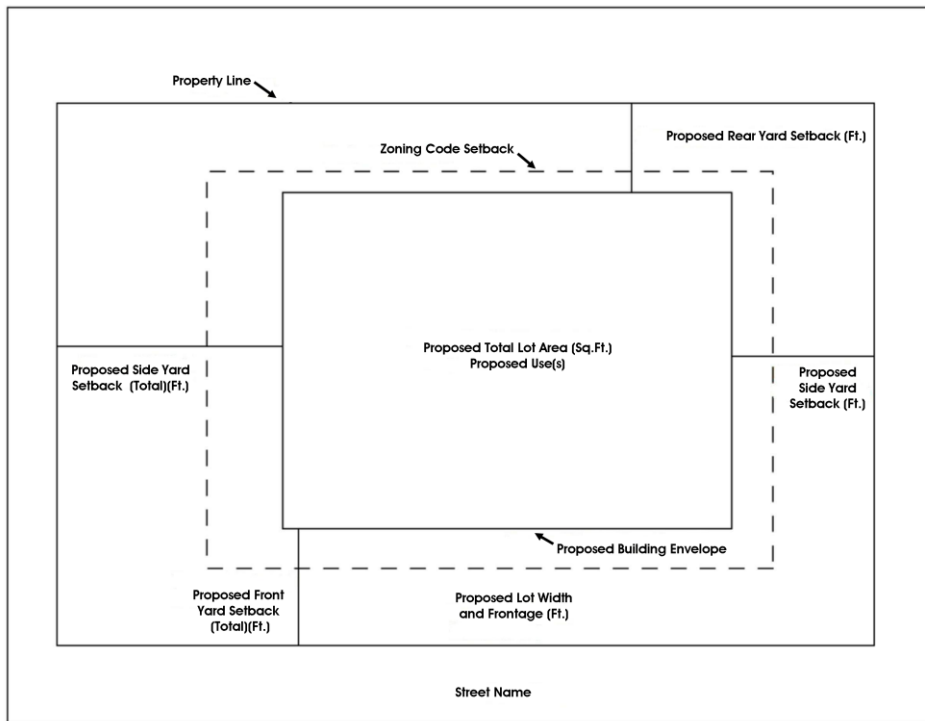 Property Line
Proposed Rear Yard Setback (Ft.)
Zoning Code Setback
Proposed Total Lot Area (Sq.Ft.)
Proposed Use(s)
Proposed Side Yard
Setback (Total)(Ft.)
Proposed
Side Yard
Setback (Ft.)
Proposed Building Envelope
Proposed Front
Yard Setback
(Total)(Ft.)
Proposed Lot Width
and Frontage (Ft.)
Street Name